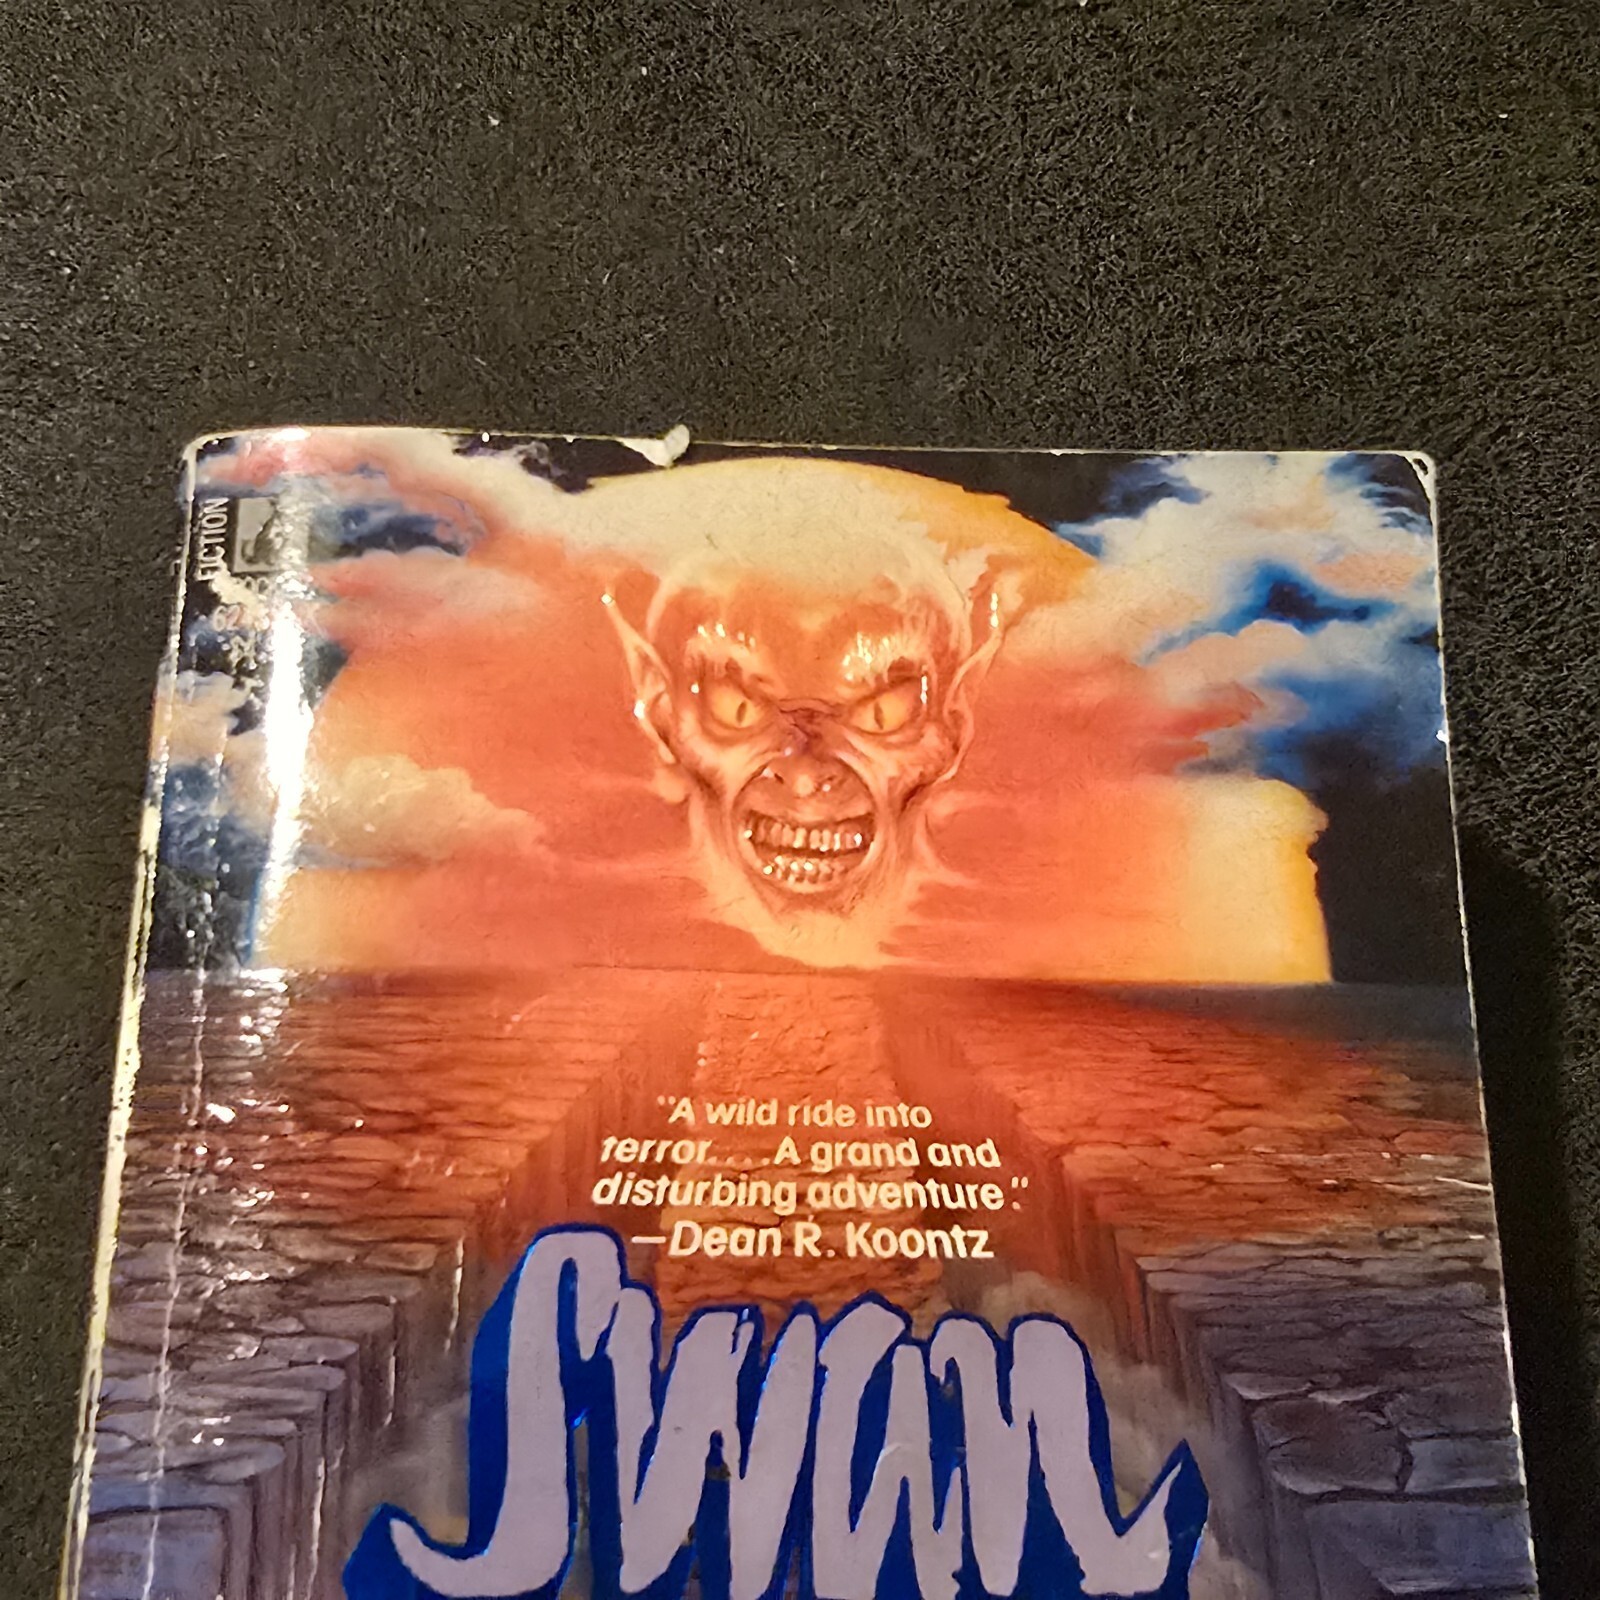 FICTION
"A wild ride into
terror....A grand and
disturbing adventure."
—Dean R. Koontz
Swan